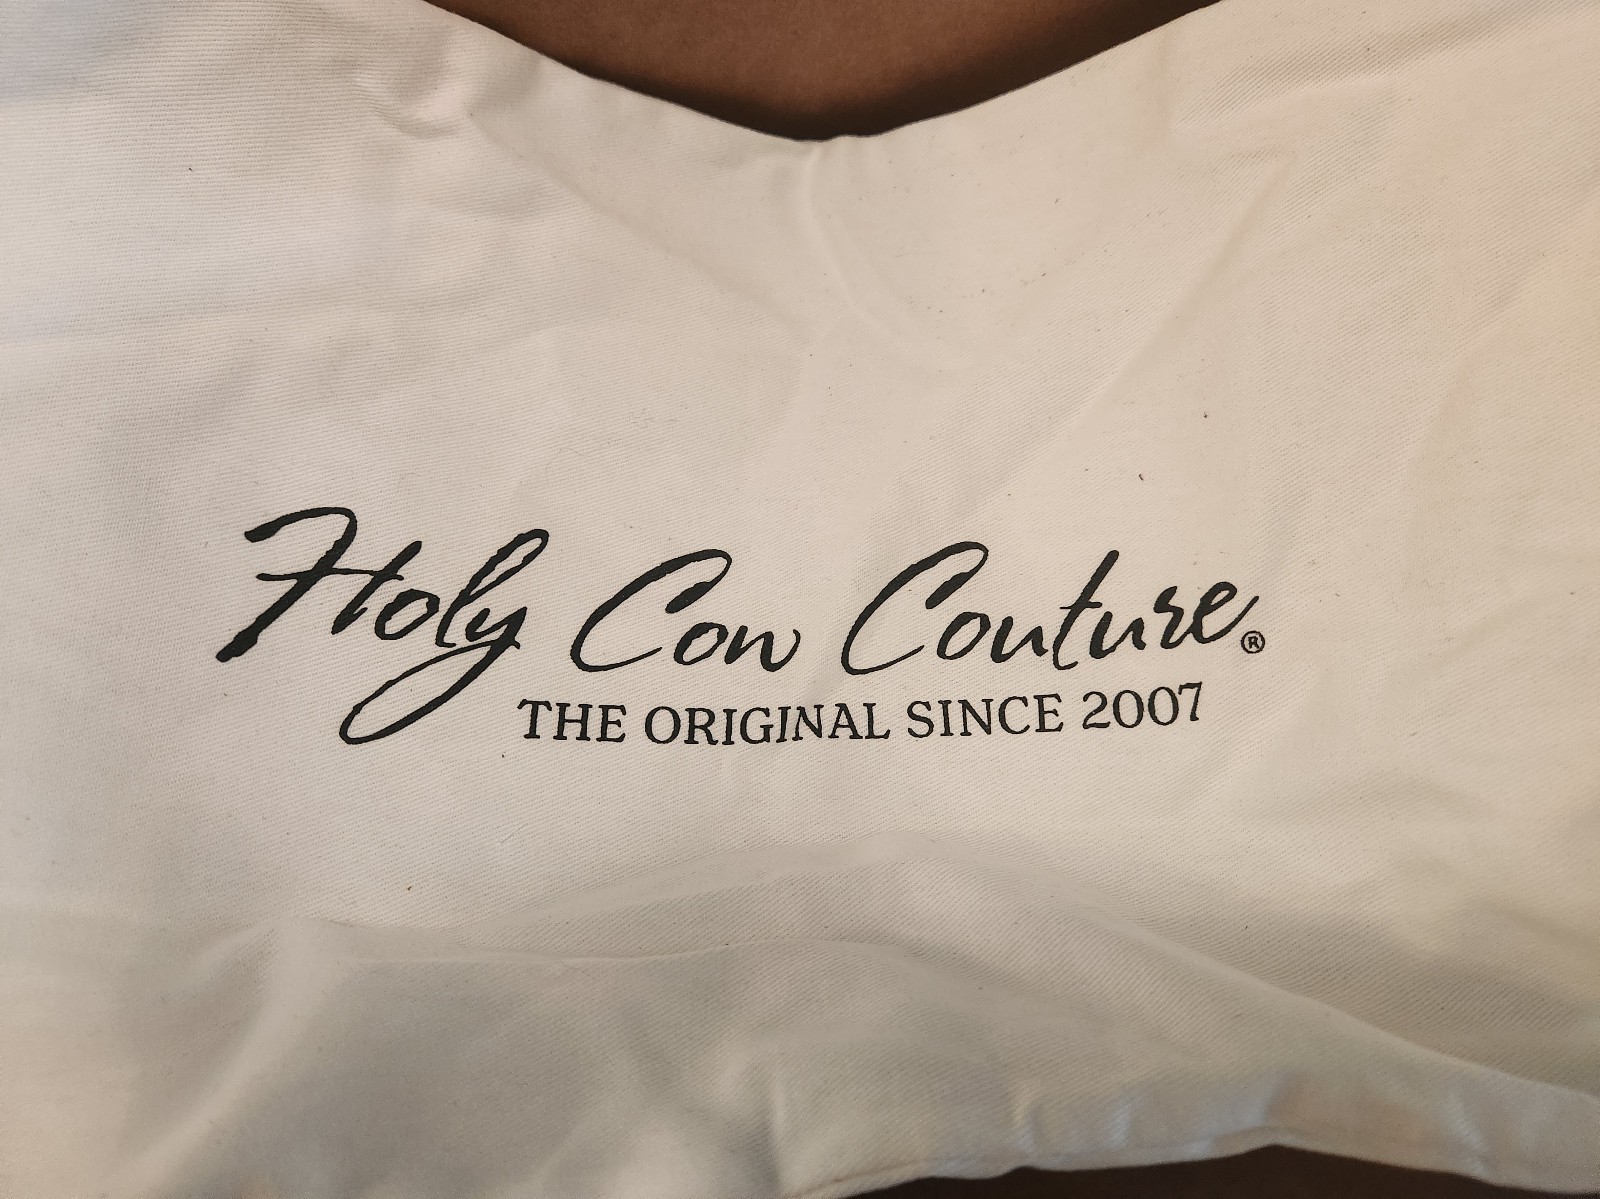 Holy Cow Couture®
THE ORIGINAL SINCE 2007